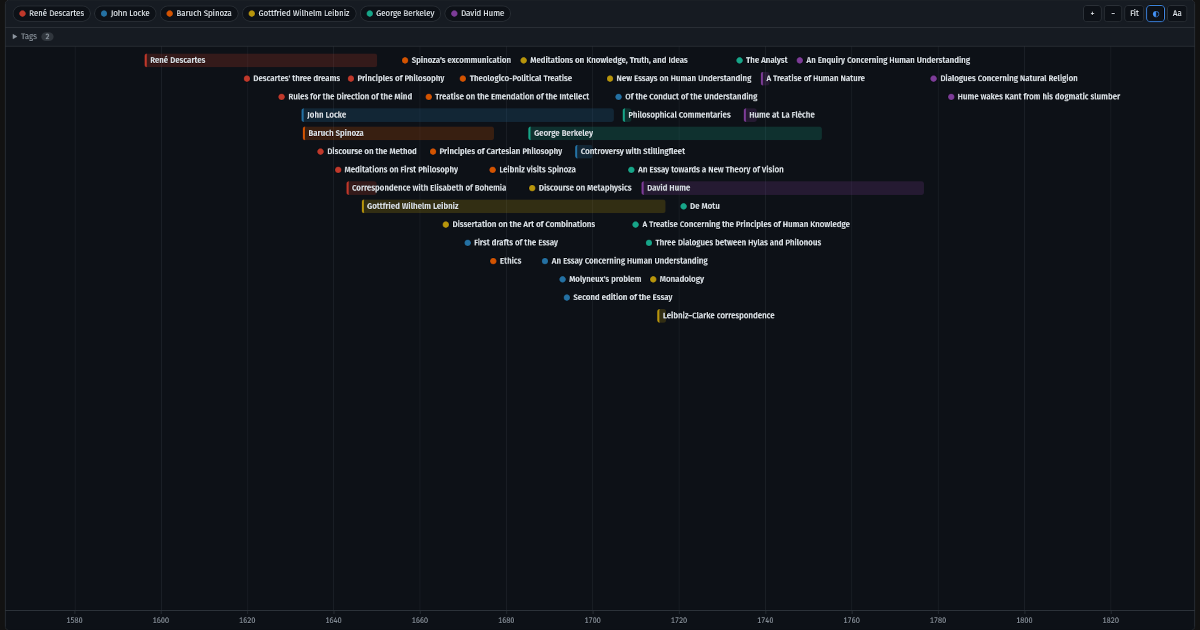 René Descartes John Locke Baruch Spinoza Gottfried Wilhelm Leibniz George Berkeley David Hume + − Fit Aa
Tags 2
René Descartes Spinoza's excommunication Meditations on Knowledge, Truth, and Ideas The Analyst An Enquiry Concerning Human Understanding
Descartes' three dreams Principles of Philosophy Theologico-Political Treatise New Essays on Human Understanding A Treatise of Human Nature Dialogues Concerning Natural Religion
Rules for the Direction of the Mind Treatise on the Emendation of the Intellect Of the Conduct of the Understanding Hume wakes Kant from his dogmatic slumber
John Locke Philosophical Commentaries Hume at La Flèche
Baruch Spinoza George Berkeley
Discourse on the Method Principles of Cartesian Philosophy Controversy with Stillingfleet
Meditations on First Philosophy Leibniz visits Spinoza An Essay towards a New Theory of Vision
Correspondence with Elisabeth of Bohemia Discourse on Metaphysics David Hume
Gottfried Wilhelm Leibniz De Motu
Dissertation on the Art of Combinations A Treatise Concerning the Principles of Human Knowledge
First drafts of the Essay Three Dialogues between Hylas and Philonous
Ethics An Essay Concerning Human Understanding
Molyneux's problem Monadology
Second edition of the Essay
Leibniz–Clarke correspondence
1580 1600 1620 1640 1660 1680 1700 1720 1740 1760 1780 1800 1820